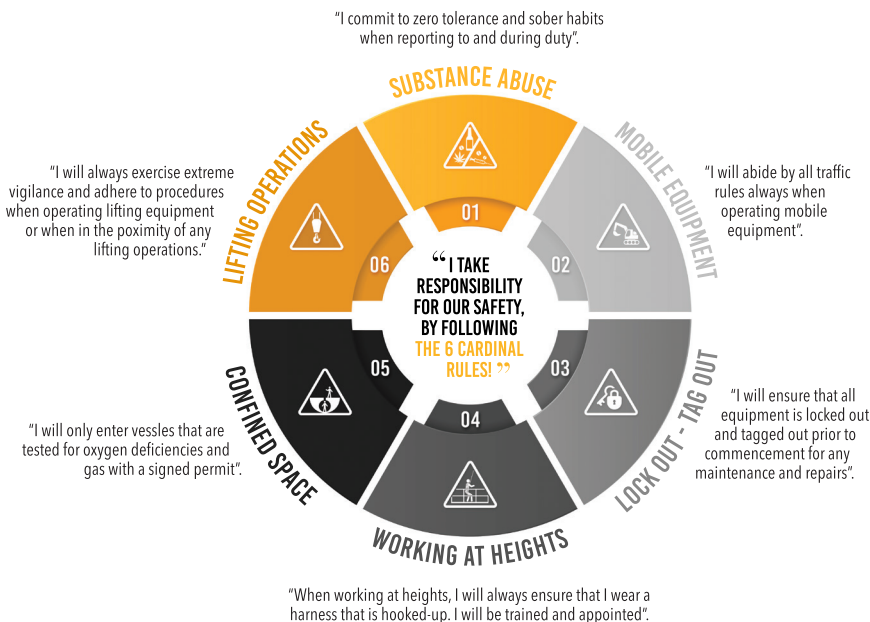 “I commit to zero tolerance and sober habits
when reporting to and during duty”.
SUBSTANCE ABUSE
01
MOBILE EQUIPMENT
“I will abide by all traffic
rules always when
operating mobile
equipment”.
02
LOCK OUT - TAG OUT
“I will ensure that all
equipment is locked out
and tagged out prior to
commencement for any
maintenance and repairs”.
03
WORKING AT HEIGHTS
“When working at heights, I will always ensure that I wear a
harness that is hooked-up. I will be trained and appointed”.
04
CONFINED SPACE
“I will only enter vessles that are
tested for oxygen deficiencies and
gas with a signed permit”.
05
LIFTING OPERATIONS
“I will always exercise extreme
vigilance and adhere to procedures
when operating lifting equipment
or when in the poximity of any
lifting operations.”
06
“ I TAKE
RESPONSIBILITY
FOR OUR SAFETY,
BY FOLLOWING
THE 6 CARDINAL
RULES! ”